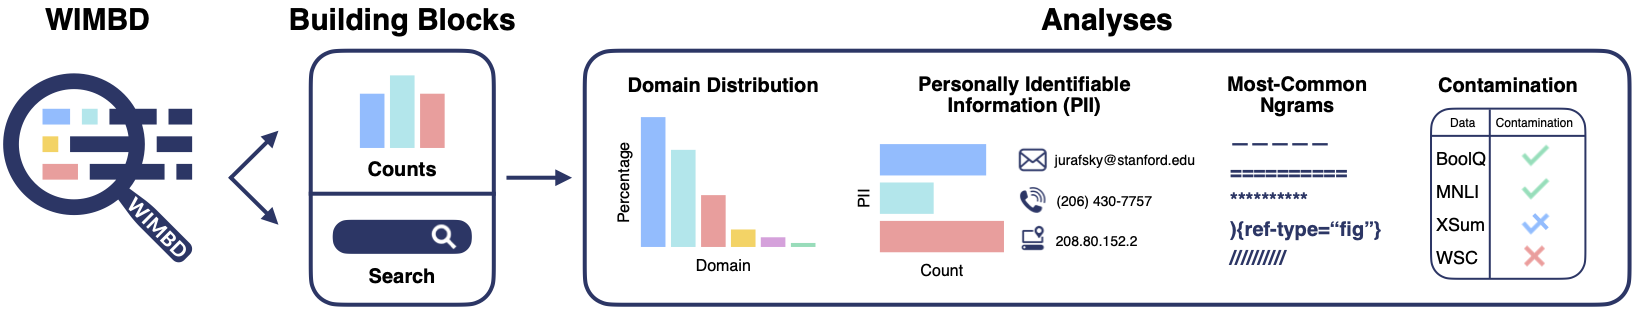 WIMBD
Building Blocks
Analyses
WIMBD
Counts
Search
Domain Distribution
Percentage
Domain
Personally Identifiable
Information (PII)
PII
jurafsky@stanford.edu
(206) 430-7757
208.80.152.2
Count
Most-Common
Ngrams
_ _ _ _ _
==========
**********
){ref-type=“fig”}
//////////
Contamination
Data Contamination
BoolQ
MNLI
XSum
WSC